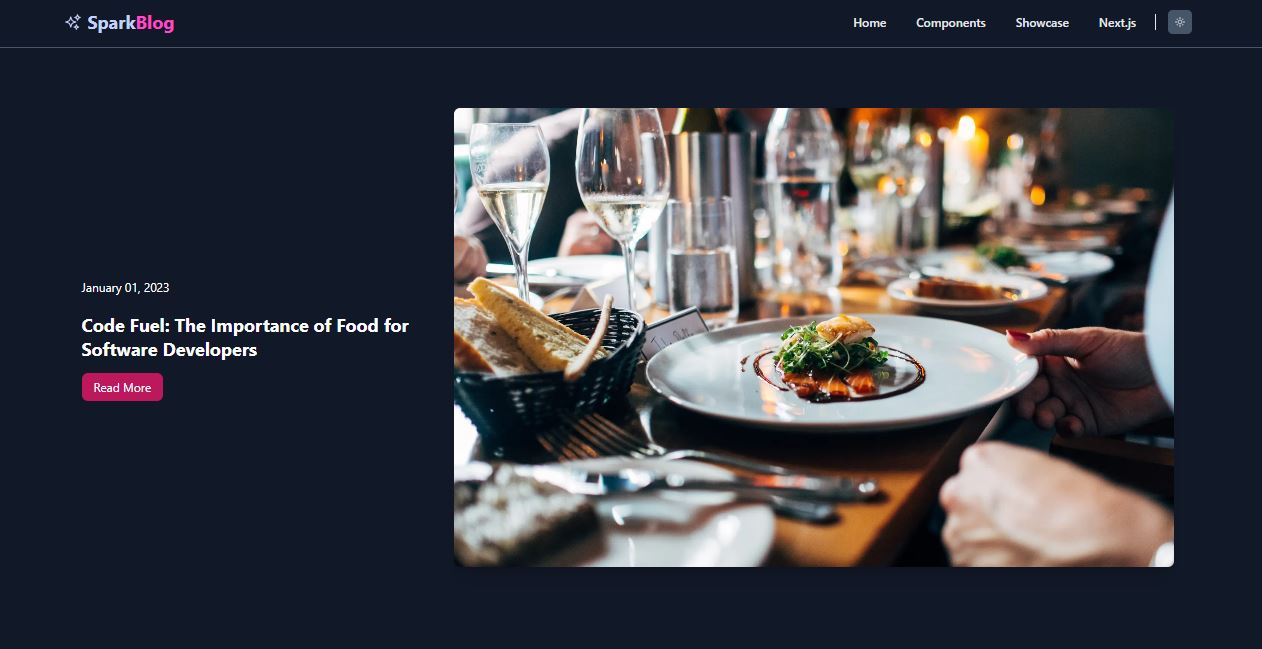 SparkBlog
Home
Components
Showcase
Next.js
January 01, 2023
Code Fuel: The Importance of Food for
Software Developers
Read More